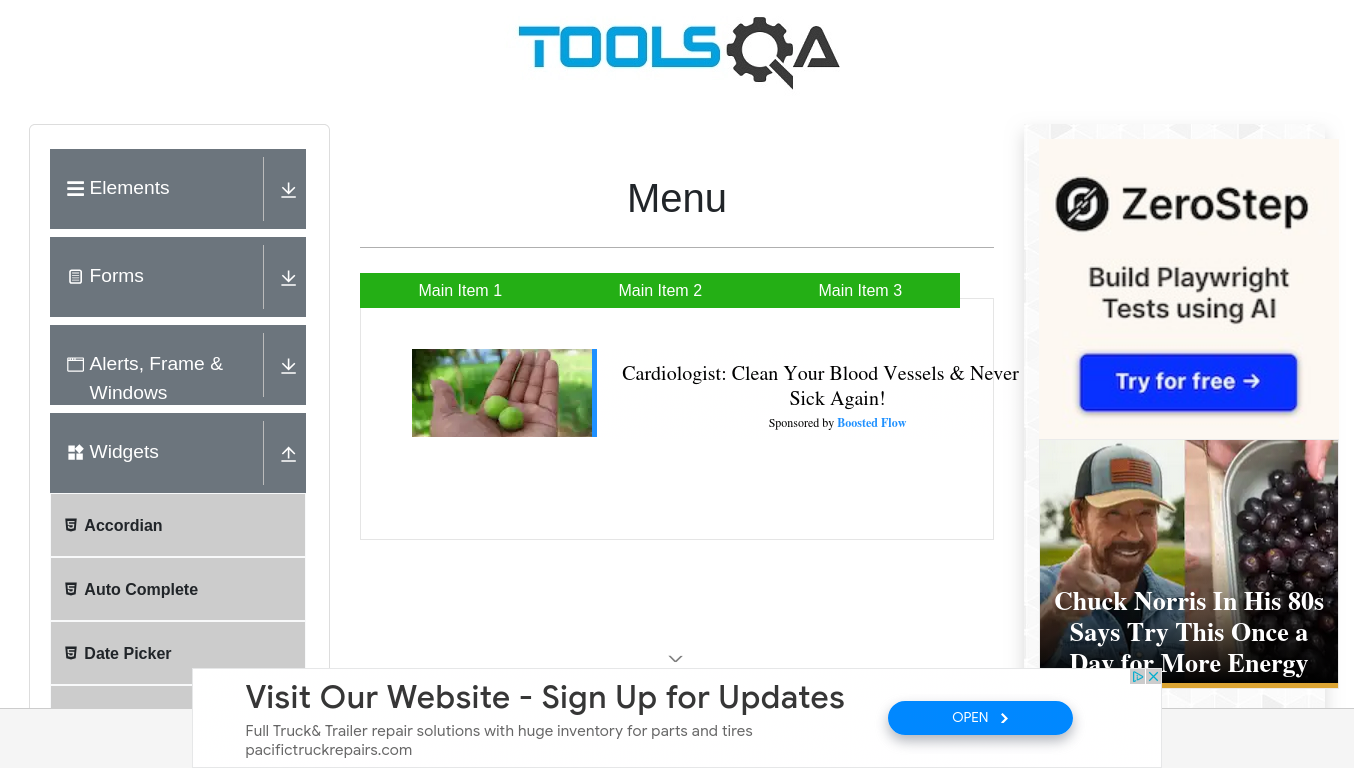 TOOLSQA
Elements
Forms
Alerts, Frame &
Windows
Widgets
Accordian
Auto Complete
Date Picker
Menu
Main Item 1
Main Item 2
Main Item 3
Cardiologist: Clean Your Blood Vessels & Never
Sick Again!
Sponsored by Boosted Flow
ZeroStep
Build Playwright
Tests using AI
Try for free →
Chuck Norris In His 80s
Says Try This Once a
Day for More Energy
Visit Our Website - Sign Up for Updates
Full Truck& Trailer repair solutions with huge inventory for parts and tires
pacifictruckrepairs.com
OPEN